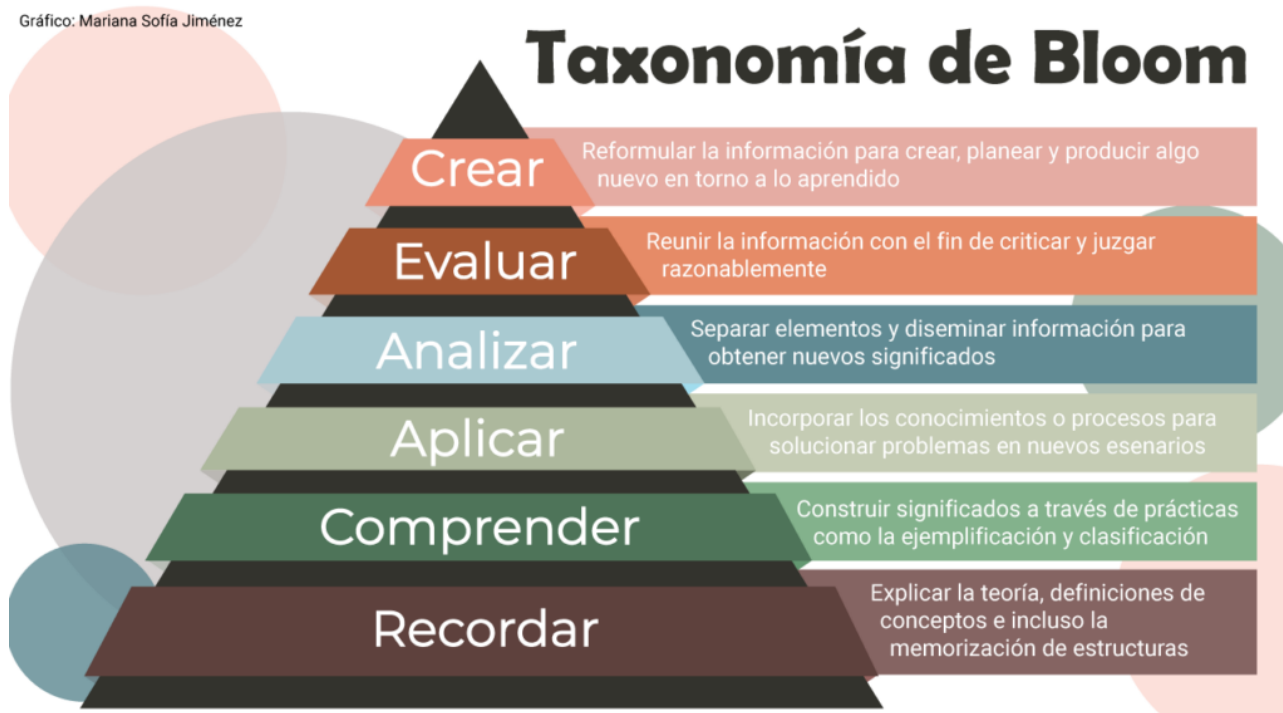 Gráfico: Mariana Sofía Jiménez
Taxonomía de Bloom
Crear
Reformular la información para crear, planear y producir algo
nuevo en torno a lo aprendido
Evaluar
Reunir la información con el fin de criticar y juzgar
razonablemente
Analizar
Separar elementos y diseminar información para
obtener nuevos significados
Aplicar
Incorporar los conocimientos o procesos para
solucionar problemas en nuevos esenarios
Comprender
Construir significados a través de prácticas
como la ejemplificación y clasificación
Recordar
Explicar la teoría, definiciones de
conceptos e incluso la
memorización de estructuras